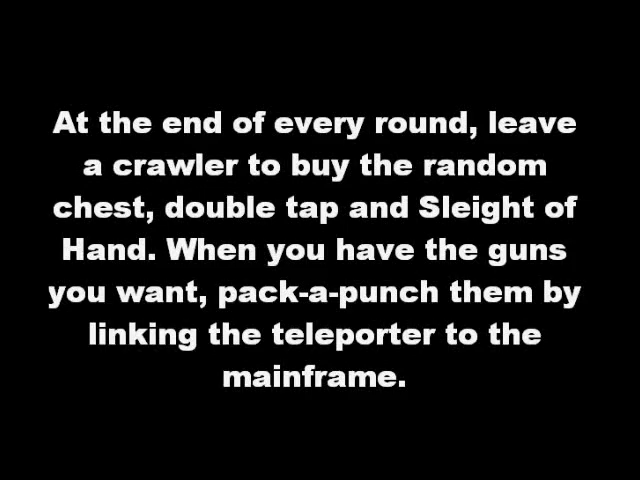 At the end of every round, leave
a crawler to buy the random
chest, double tap and Sleight of
Hand. When you have the guns
you want, pack-a-punch them by
linking the teleporter to the
mainframe.